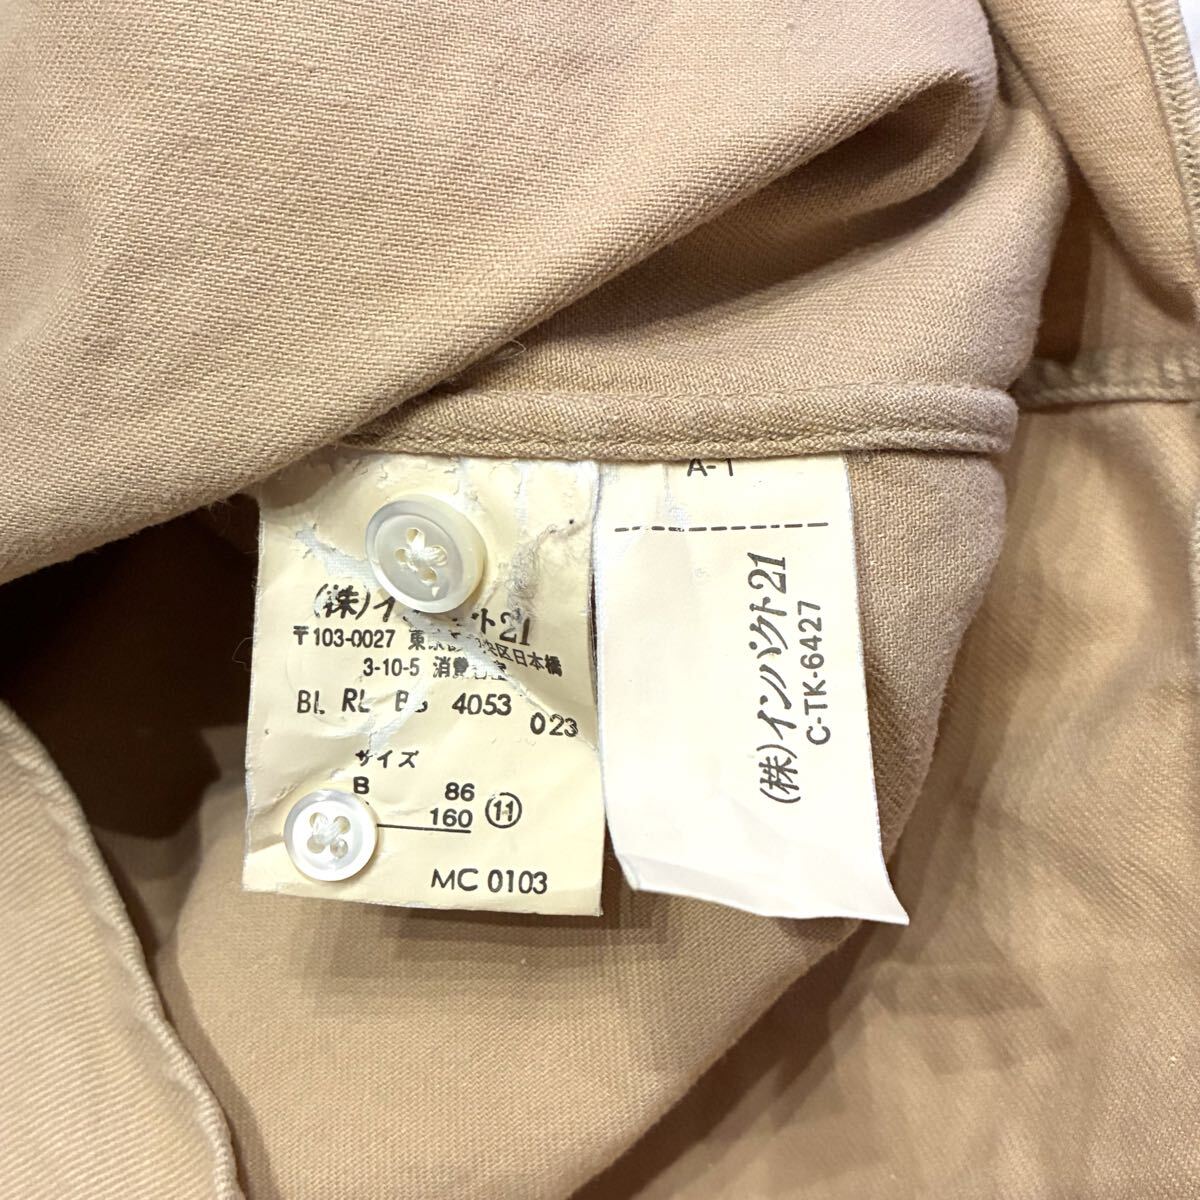 (株)イ ト21
〒103-0027 東京 央区日本橋
3-10-5 消費
BL RL 4053
023
サイズ
B 86
160 ⑪
MC 0103
A-1
(株)インパクト21
C-TK-6427